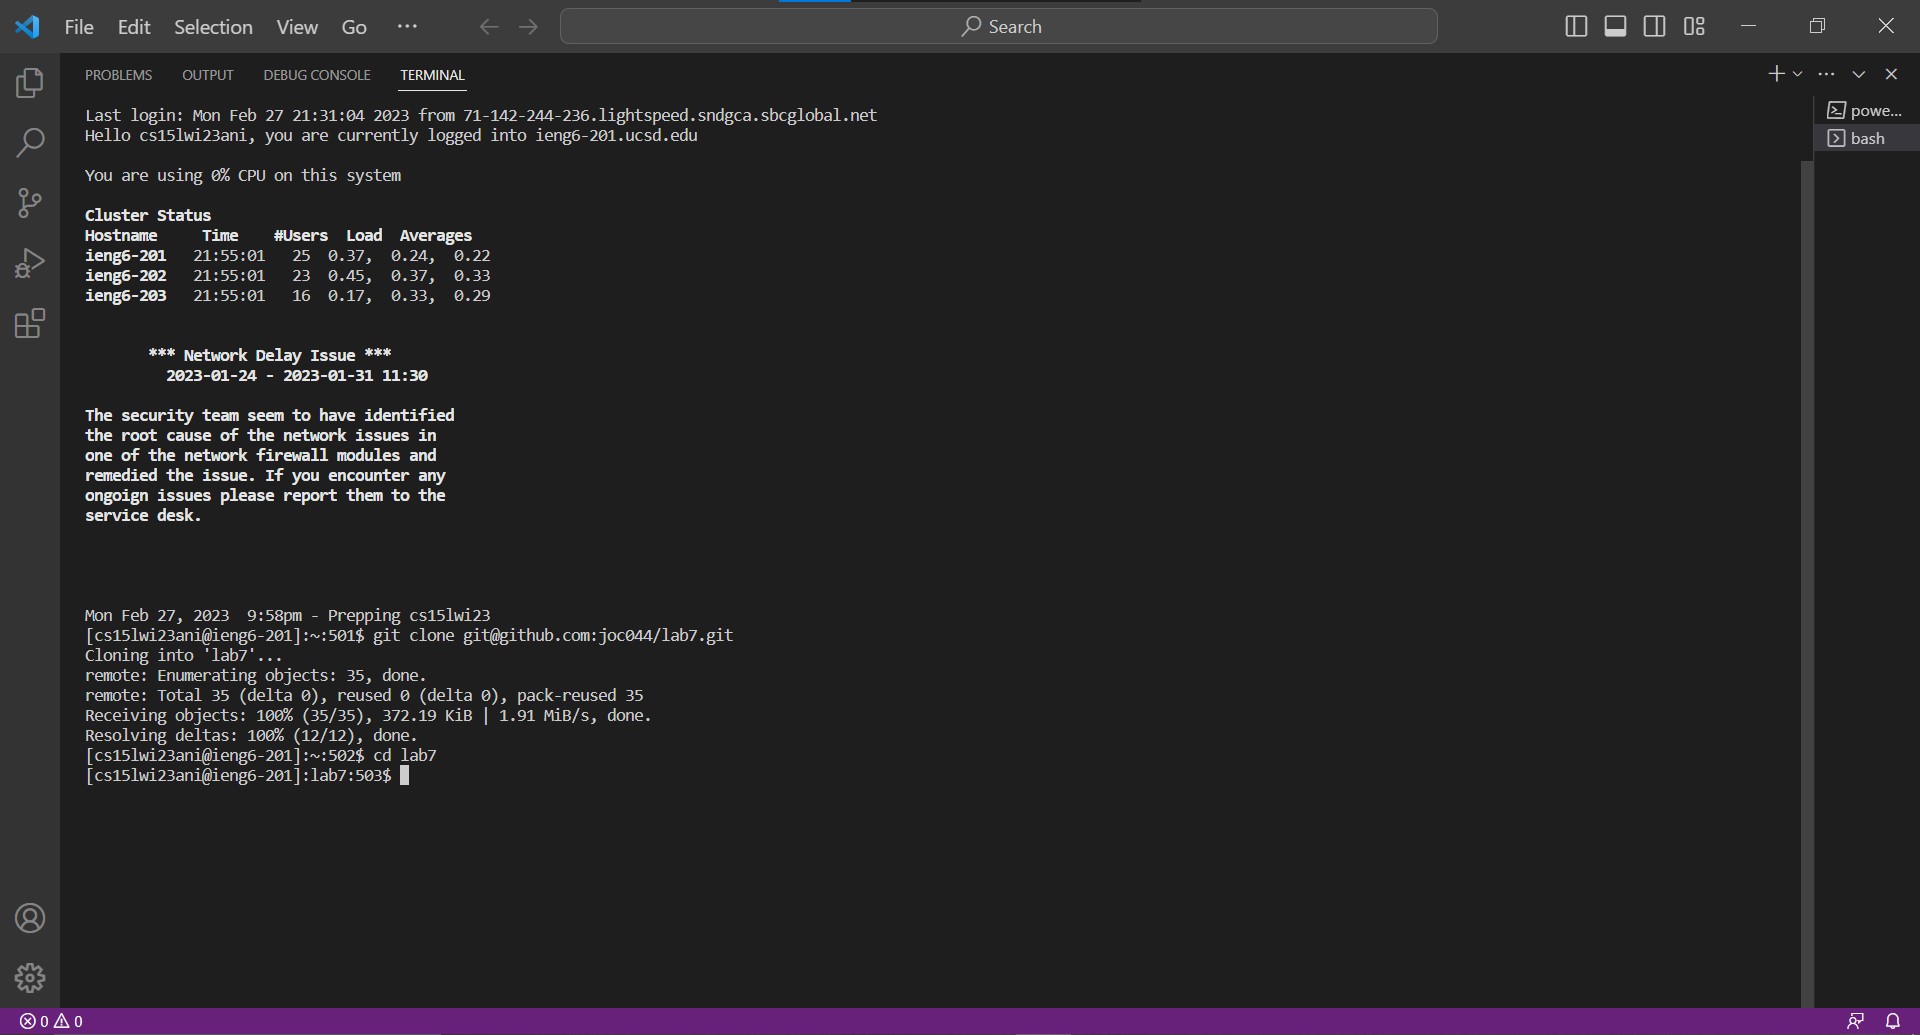 File Edit Selection View Go ··· Search
PROBLEMS OUTPUT DEBUG CONSOLE TERMINAL
powe...
bash
Last login: Mon Feb 27 21:31:04 2023 from 71-142-244-236.lightspeed.sndgca.sbcglobal.net
Hello cs15lwi23ani, you are currently logged into ieng6-201.ucsd.edu
You are using 0% CPU on this system
Cluster Status
Hostname     Time    #Users  Load  Averages
ieng6-201   21:55:01   25  0.37,  0.24,  0.22
ieng6-202   21:55:01   23  0.45,  0.37,  0.33
ieng6-203   21:55:01   16  0.17,  0.33,  0.29
*** Network Delay Issue ***
2023-01-24 - 2023-01-31 11:30
The security team seem to have identified
the root cause of the network issues in
one of the network firewall modules and
remedied the issue. If you encounter any
ongoign issues please report them to the
service desk.
Mon Feb 27, 2023  9:58pm - Prepping cs15lwi23
[cs15lwi23ani@ieng6-201]:~:501$ git clone git@github.com:joc044/lab7.git
Cloning into 'lab7'...
remote: Enumerating objects: 35, done.
remote: Total 35 (delta 0), reused 0 (delta 0), pack-reused 35
Receiving objects: 100% (35/35), 372.19 KiB | 1.91 MiB/s, done.
Resolving deltas: 100% (12/12), done.
[cs15lwi23ani@ieng6-201]:~:502$ cd lab7
[cs15lwi23ani@ieng6-201]:lab7:503$
0 0